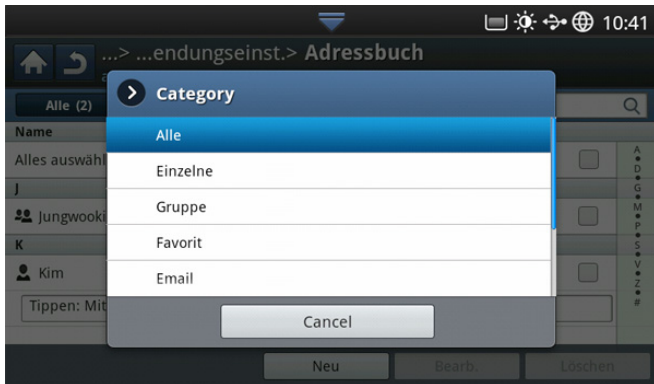 10:41
...> ...endungseinst.> Adressbuch
Category
Alle (2)
Name
Alle
Alles auswähl
Einzelne
J
Gruppe
Jungwooki
Favorit
K
Kim
Email
Tippen: Mit
Cancel
Neu
Bearb.
Löschen
A
D
G
M
P
S
V
Z
#